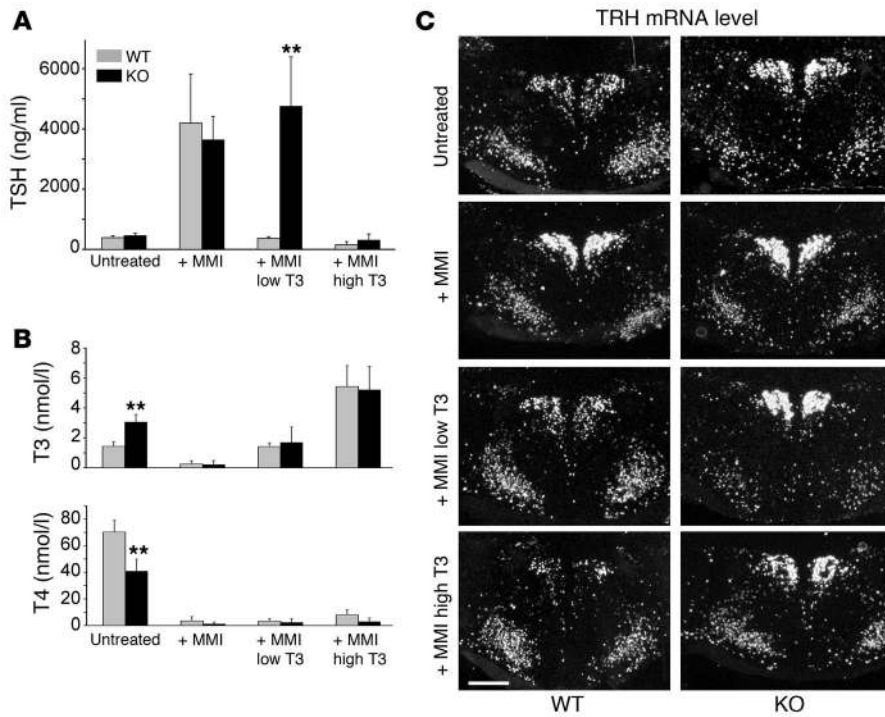 A
WT
KO
**
6000
4000
2000
0
TSH (ng/ml)
Untreated
+ MMI
+ MMI
low T3
+ MMI
high T3
B
8
6
4
2
0
T3 (nmol/l)
**
80
60
40
20
0
T4 (nmol/l)
**
Untreated
+ MMI
+ MMI
low T3
+ MMI
high T3
C
TRH mRNA level
Untreated
+ MMI
+ MMI low T3
+ MMI high T3
WT
KO